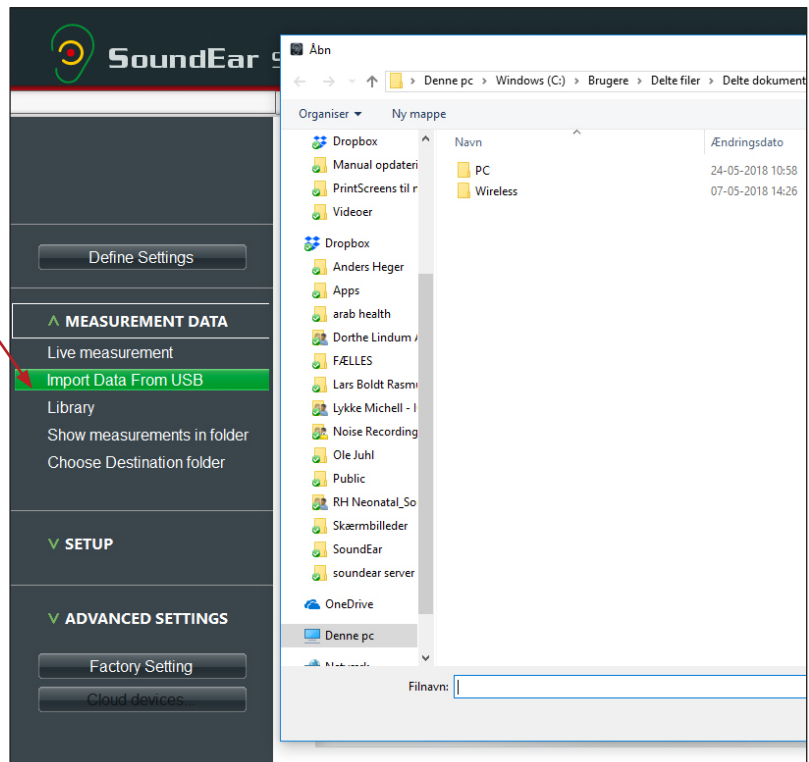 SoundEar S
Define Settings
MEASUREMENT DATA
Live measurement
Import Data From USB
Library
Show measurements in folder
Choose Destination folder
SETUP
ADVANCED SETTINGS
Factory Setting
Cloud devices...
Åbn
Denne pc > Windows (C:) > Brugere > Delte filer > Delte dokument
Organiser Ny mappe
Navn Ændringsdato
PC 24-05-2018 10:58
Wireless 07-05-2018 14:26
Dropbox
Manual opdateri
PrintScreens til
Videoer
Dropbox
Anders Heger
Apps
arab health
Dorthe Lindum
FÆLLES
Lars Boldt Rasm
Lykke Michell -
Noise Recording
Ole Juhl
Public
RH Neonatal_So
Skærmbilleder
SoundEar
soundear server
OneDrive
Denne pc
Filnavn: